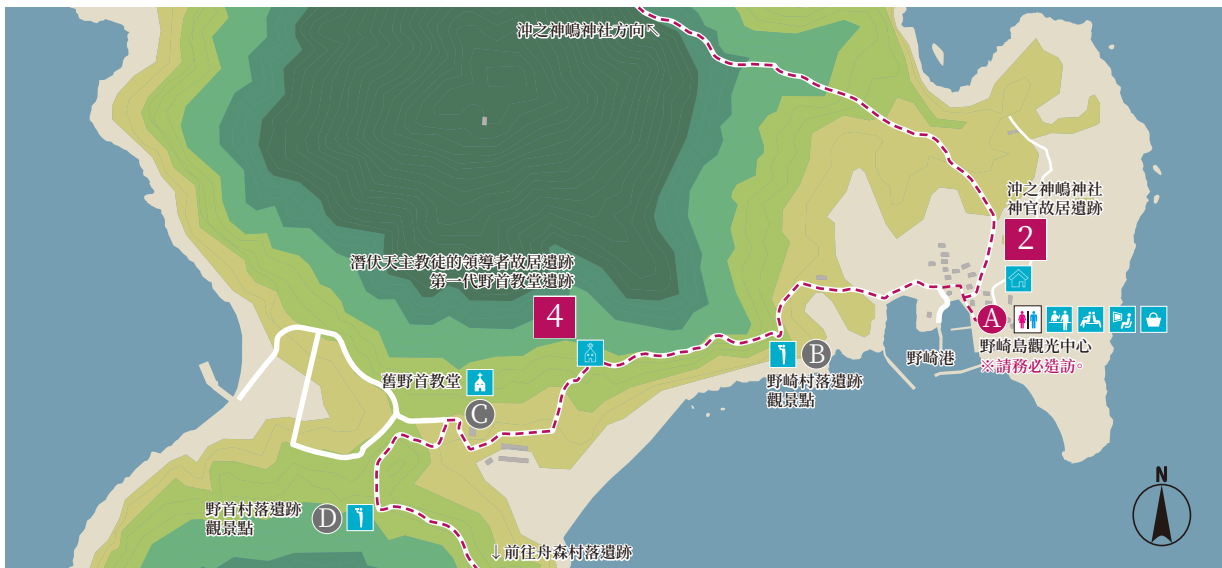 沖之神嶋神社方向↖
沖之神嶋神社
神官故居遺跡
2
潛伏天主教徒的領導者故居遺跡
第一代野首教堂遺跡
4
A
野崎島觀光中心
※請務必造訪。
野崎港
B
野崎村落遺跡
觀景點
舊野首教堂
C
野首村落遺跡
觀景點
D
↓前往舟森村落遺跡
N